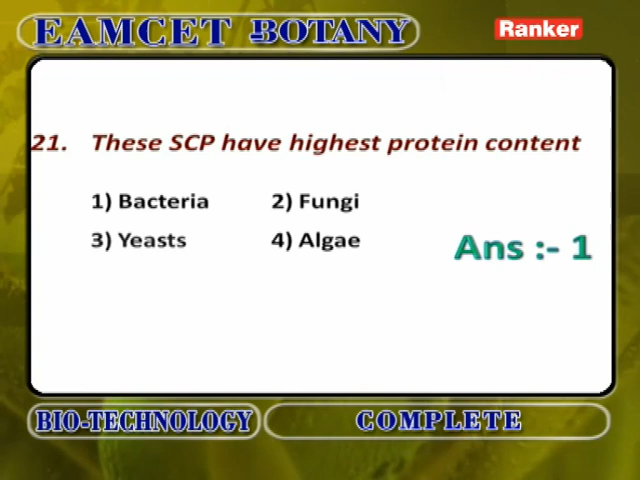 EAMCET BOTANY
Ranker
21. These SCP have highest protein content
1) Bacteria 2) Fungi
3) Yeasts 4) Algae
Ans :- 1
BIO-TECHNOLOGY COMPLETE